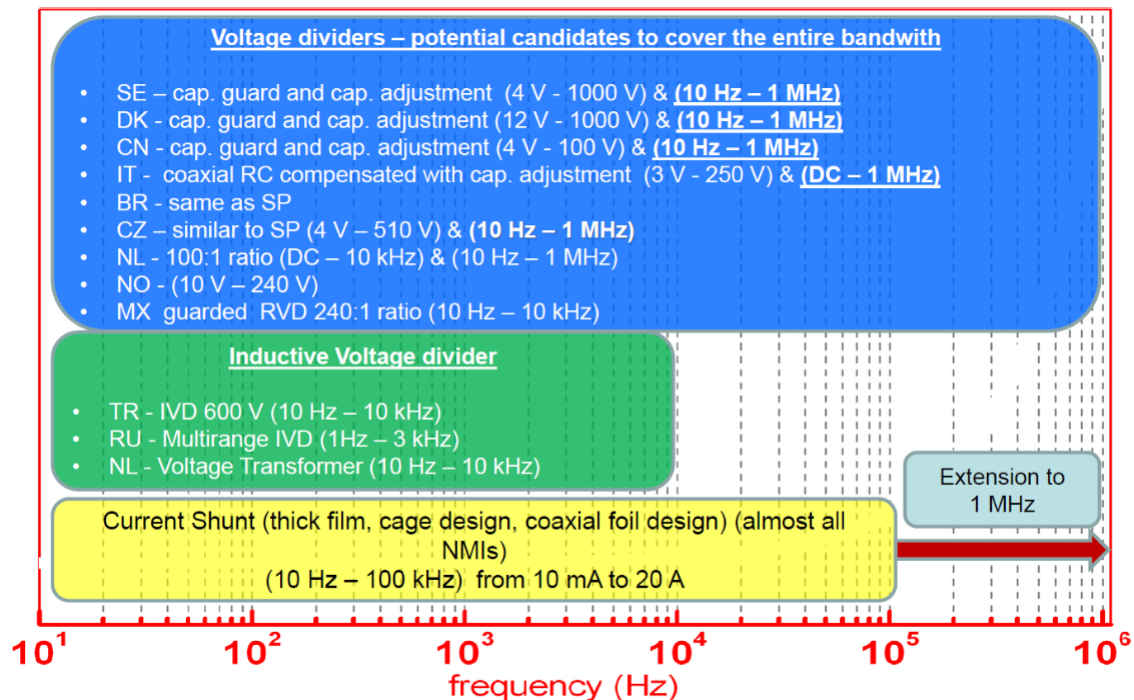 Voltage dividers – potential candidates to cover the entire bandwith
• SE – cap. guard and cap. adjustment (4 V - 1000 V) & (10 Hz – 1 MHz)
• DK - cap. guard and cap. adjustment (12 V - 1000 V) & (10 Hz – 1 MHz)
• CN - cap. guard and cap. adjustment (4 V - 100 V) & (10 Hz – 1 MHz)
• IT - coaxial RC compensated with cap. adjustment (3 V - 250 V) & (DC – 1 MHz)
• BR - same as SP
• CZ – similar to SP (4 V – 510 V) & (10 Hz – 1 MHz)
• NL - 100:1 ratio (DC – 10 kHz) & (10 Hz – 1 MHz)
• NO - (10 V – 240 V)
• MX guarded RVD 240:1 ratio (10 Hz – 10 kHz)
Inductive Voltage divider
• TR - IVD 600 V (10 Hz – 10 kHz)
• RU - Multirange IVD (1Hz – 3 kHz)
• NL - Voltage Transformer (10 Hz – 10 kHz)
Extension to
1 MHz
Current Shunt (thick film, cage design, coaxial foil design) (almost all
NMIs)
(10 Hz – 100 kHz) from 10 mA to 20 A
10¹ 10² 10³ 10⁴ 10⁵ 10⁶
frequency (Hz)